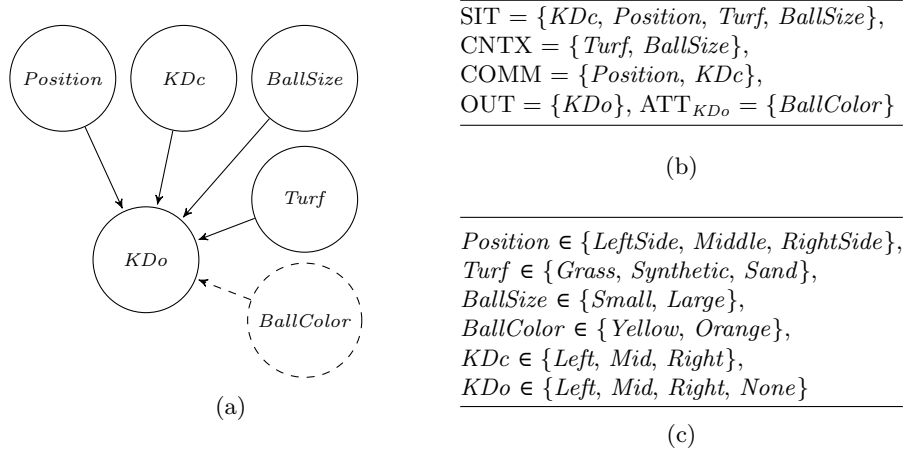 Position
KDc
BallSize
Turf
KDo
BallColor
(a)
SIT = {KDc, Position, Turf, BallSize},
CNTX = {Turf, BallSize},
COMM = {Position, KDc},
OUT = {KDo}, ATT_KDo = {BallColor}
(b)
Position ∈ {LeftSide, Middle, RightSide},
Turf ∈ {Grass, Synthetic, Sand},
BallSize ∈ {Small, Large},
BallColor ∈ {Yellow, Orange},
KDc ∈ {Left, Mid, Right},
KDo ∈ {Left, Mid, Right, None}
(c)